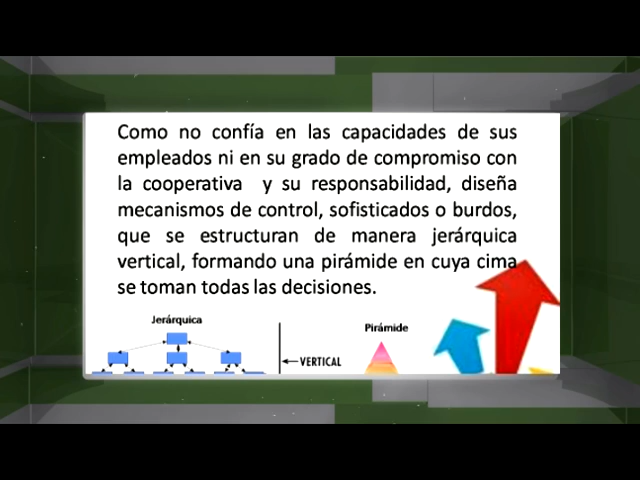 Como no confía en las capacidades de sus
empleados ni en su grado de compromiso con
la cooperativa y su responsabilidad, diseña
mecanismos de control, sofisticados o burdos,
que se estructuran de manera jerárquica
vertical, formando una pirámide en cuya cima
se toman todas las decisiones.
Jerárquica
Pirámide
VERTICAL